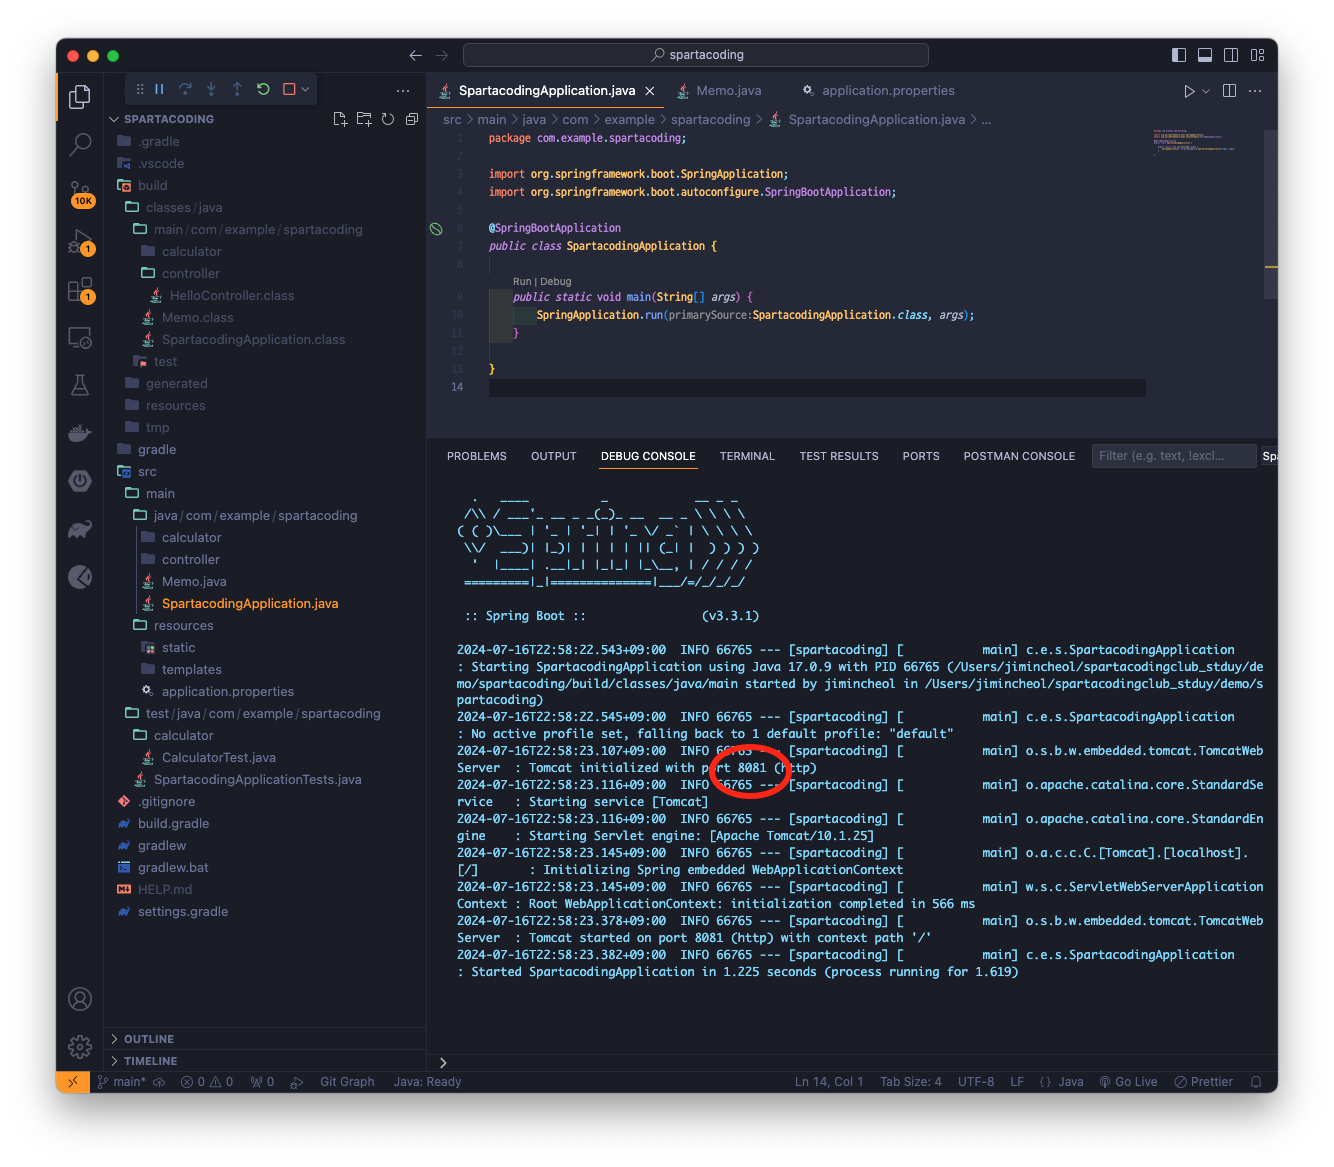 spartacoding
SPARTACODING
.gradle
.vscode
build
classes / java
main / com / example / spartacoding
calculator
controller
HelloController.class
Memo.class
SpartacodingApplication.class
test
generated
resources
tmp
gradle
src
main
java / com / example / spartacoding
calculator
controller
Memo.java
SpartacodingApplication.java
resources
static
templates
application.properties
test / java / com / example / spartacoding
calculator
CalculatorTest.java
SpartacodingApplicationTests.java
.gitignore
build.gradle
gradlew
gradlew.bat
HELP.md
settings.gradle
OUTLINE
TIMELINE
10K
1
1
SpartacodingApplication.java
Memo.java
application.properties
src > main > java > com > example > spartacoding > SpartacodingApplication.java > ...
1 package com.example.spartacoding;
2
3 import org.springframework.boot.SpringApplication;
4 import org.springframework.boot.autoconfigure.SpringBootApplication;
5
6 @SpringBootApplication
7 public class SpartacodingApplication {
8
Run | Debug
9 public static void main(String[] args) {
10 SpringApplication.run(primarySource:SpartacodingApplication.class, args);
11 }
12
13 }
14
PROBLEMS OUTPUT DEBUG CONSOLE TERMINAL TEST RESULTS PORTS POSTMAN CONSOLE Filter (e.g. text, !excl... Spa
:: Spring Boot :: (v3.3.1)
2024-07-16T22:58:22.543+09:00 INFO 66765 --- [spartacoding] [ main] c.e.s.SpartacodingApplication
: Starting SpartacodingApplication using Java 17.0.9 with PID 66765 (/Users/jimincheol/spartacodingclub_stduy/de
mo/spartacoding/build/classes/java/main started by jimincheol in /Users/jimincheol/spartacodingclub_stduy/demo/s
partacoding)
2024-07-16T22:58:22.545+09:00 INFO 66765 --- [spartacoding] [ main] c.e.s.SpartacodingApplication
: No active profile set, falling back to 1 default profile: "default"
2024-07-16T22:58:23.107+09:00 INFO 66765 --- [spartacoding] [ main] o.s.b.w.embedded.tomcat.TomcatWeb
Server : Tomcat initialized with port 8081 (http)
2024-07-16T22:58:23.116+09:00 INFO 66765 --- [spartacoding] [ main] o.apache.catalina.core.StandardSe
rvice : Starting service [Tomcat]
2024-07-16T22:58:23.116+09:00 INFO 66765 --- [spartacoding] [ main] o.apache.catalina.core.StandardEn
gine : Starting Servlet engine: [Apache Tomcat/10.1.25]
2024-07-16T22:58:23.145+09:00 INFO 66765 --- [spartacoding] [ main] o.a.c.c.C.[Tomcat].[localhost].
[/] : Initializing Spring embedded WebApplicationContext
2024-07-16T22:58:23.145+09:00 INFO 66765 --- [spartacoding] [ main] w.s.c.ServletWebServerApplication
Context : Root WebApplicationContext: initialization completed in 566 ms
2024-07-16T22:58:23.378+09:00 INFO 66765 --- [spartacoding] [ main] o.s.b.w.embedded.tomcat.TomcatWeb
Server : Tomcat started on port 8081 (http) with context path '/'
2024-07-16T22:58:23.382+09:00 INFO 66765 --- [spartacoding] [ main] c.e.s.SpartacodingApplication
: Started SpartacodingApplication in 1.225 seconds (process running for 1.619)
main* 0 0 0 Git Graph Java: Ready Ln 14, Col 1 Tab Size: 4 UTF-8 LF {} Java Go Live Prettier